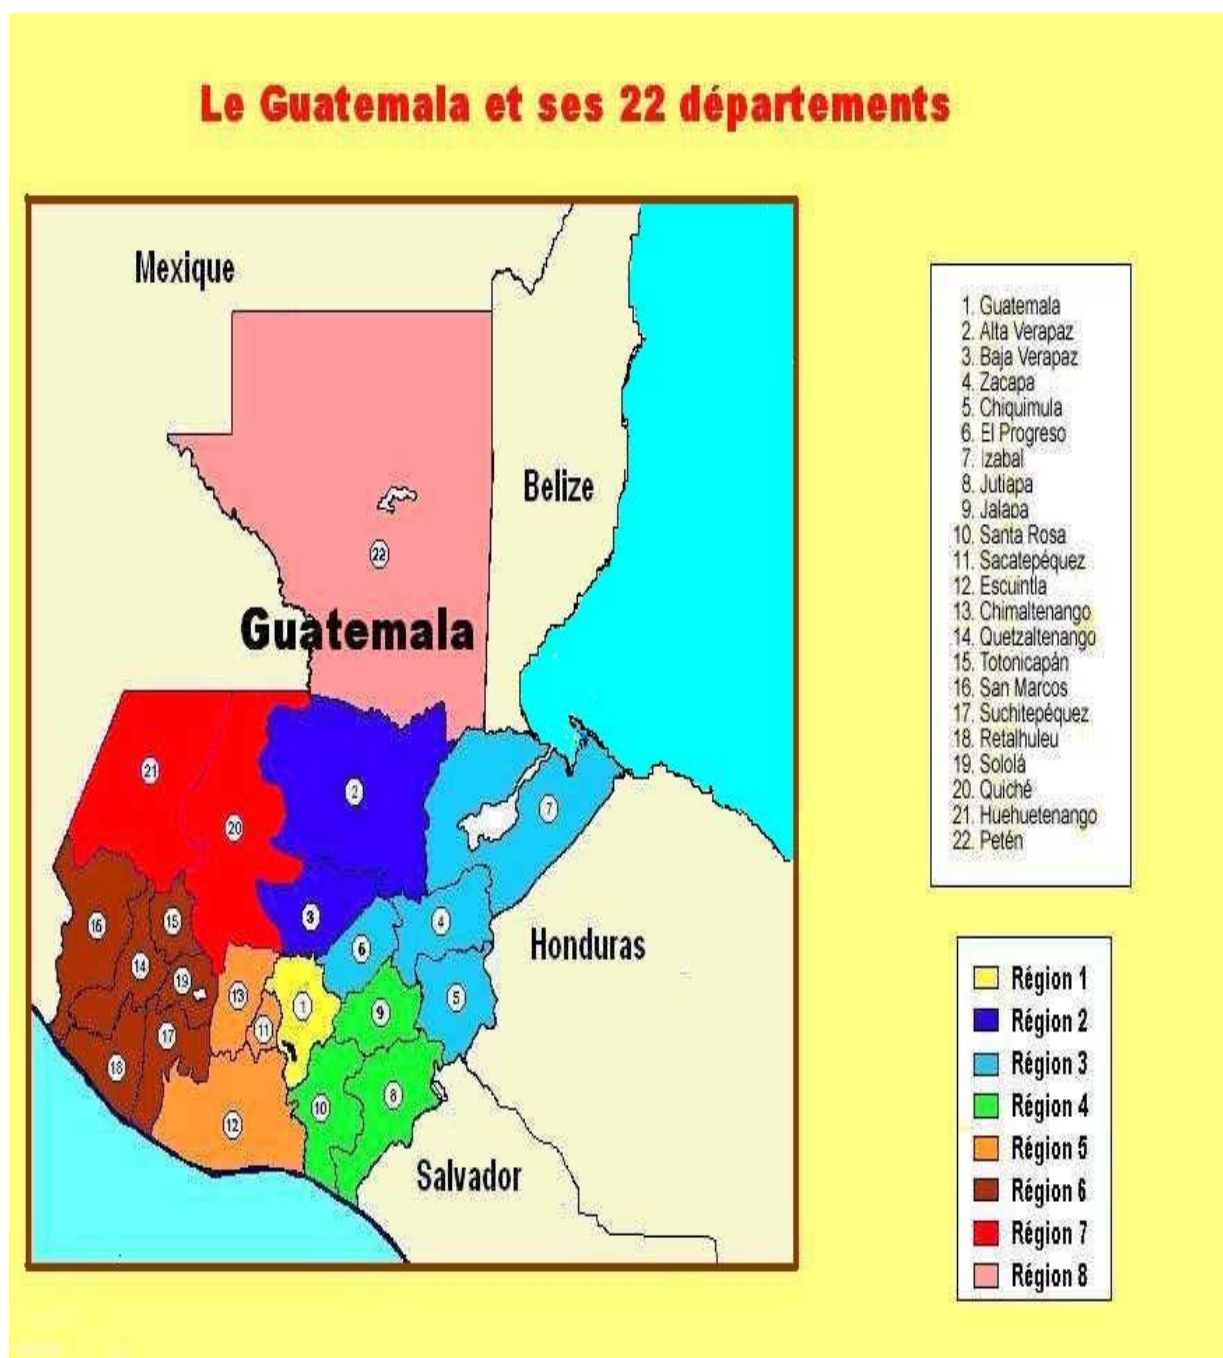 Le Guatemala et ses 22 départements
Mexique
Belize
22
Guatemala
21
2
20
7
16
15
3
4
6
14
19
13
1
9
5
11
17
18
10
8
12
Honduras
Salvador
1. Guatemala
2. Alta Verapaz
3. Baja Verapaz
4. Zacapa
5. Chiquimula
6. El Progreso
7. Izabal
8. Jutiapa
9. Jalapa
10. Santa Rosa
11. Sacatepéquez
12. Escuintla
13. Chimaltenango
14. Quetzaltenango
15. Totonicapán
16. San Marcos
17. Suchitepéquez
18. Retalhuleu
19. Sololá
20. Quiché
21. Huehuetenango
22. Petén
Région 1
Région 2
Région 3
Région 4
Région 5
Région 6
Région 7
Région 8